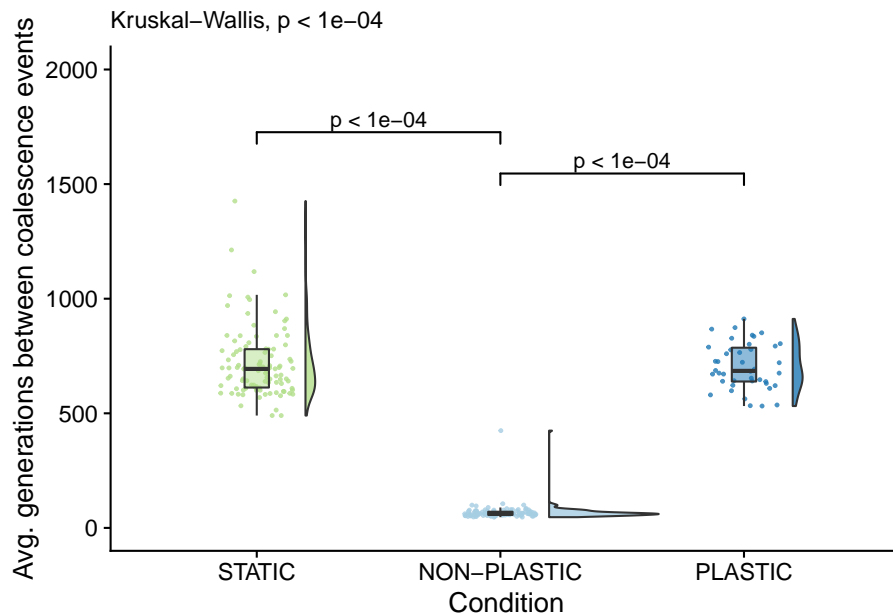 Kruskal−Wallis, p < 1e−04
Avg. generations between coalescence events
2000
1500
1000
500
0
p < 1e−04
p < 1e−04
STATIC
NON−PLASTIC
PLASTIC
Condition